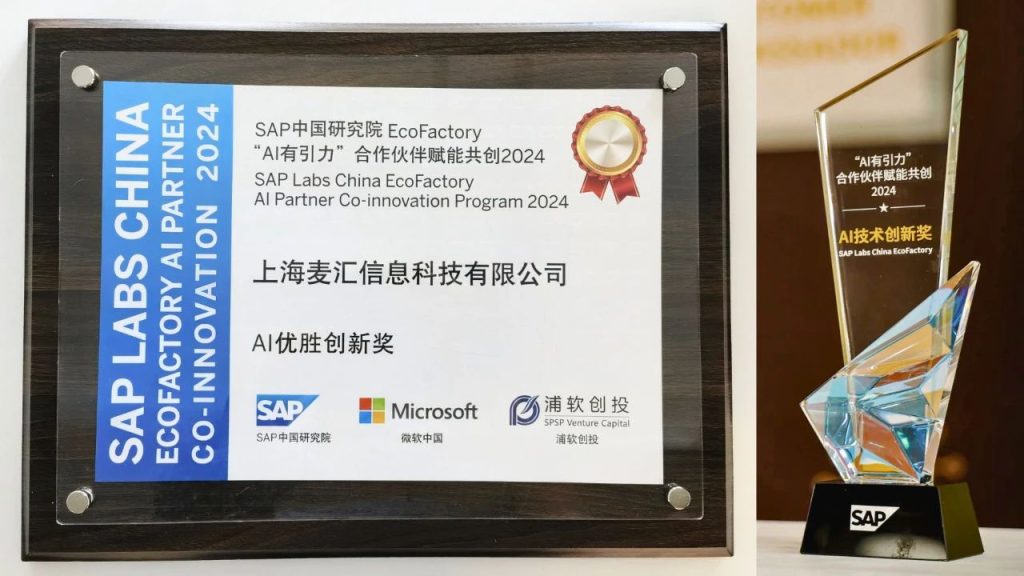 SAP LABS CHINA
ECOFACTORY AI PARTNER
CO-INNOVATION 2024
SAP中国研究院 EcoFactory
“AI有引力”合作伙伴赋能共创2024
SAP Labs China EcoFactory
AI Partner Co-innovation Program 2024
上海麦汇信息科技有限公司
AI优胜创新奖
SAP
SAP中国研究院
Microsoft
微软中国
浦软创投
SPSP Venture Capital
浦软创投
“AI有引力”
合作伙伴赋能共创
2024
AI技术创新奖
SAP Labs China EcoFactory
SAP